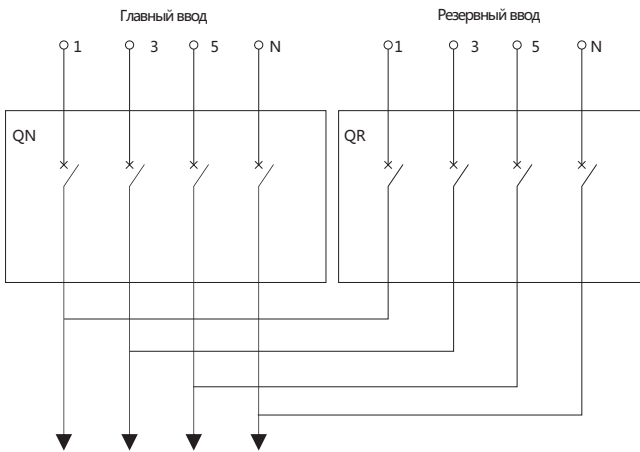 Главный ввод
Резервный ввод
1 3 5 N
1 3 5 N
QN
QR